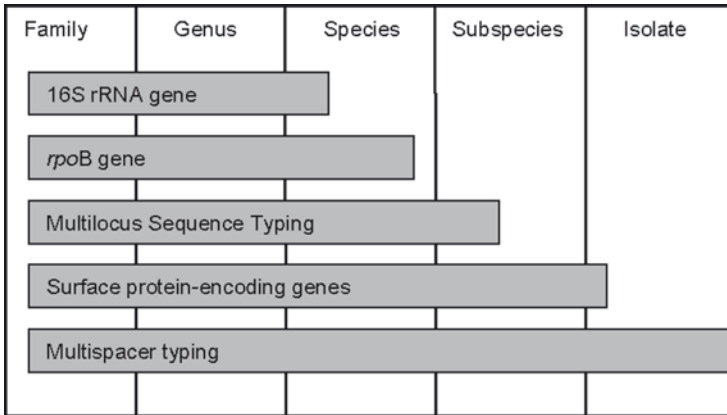 Family Genus Species Subspecies Isolate
16S rRNA gene
rpoB gene
Multilocus Sequence Typing
Surface protein-encoding genes
Multispacer typing